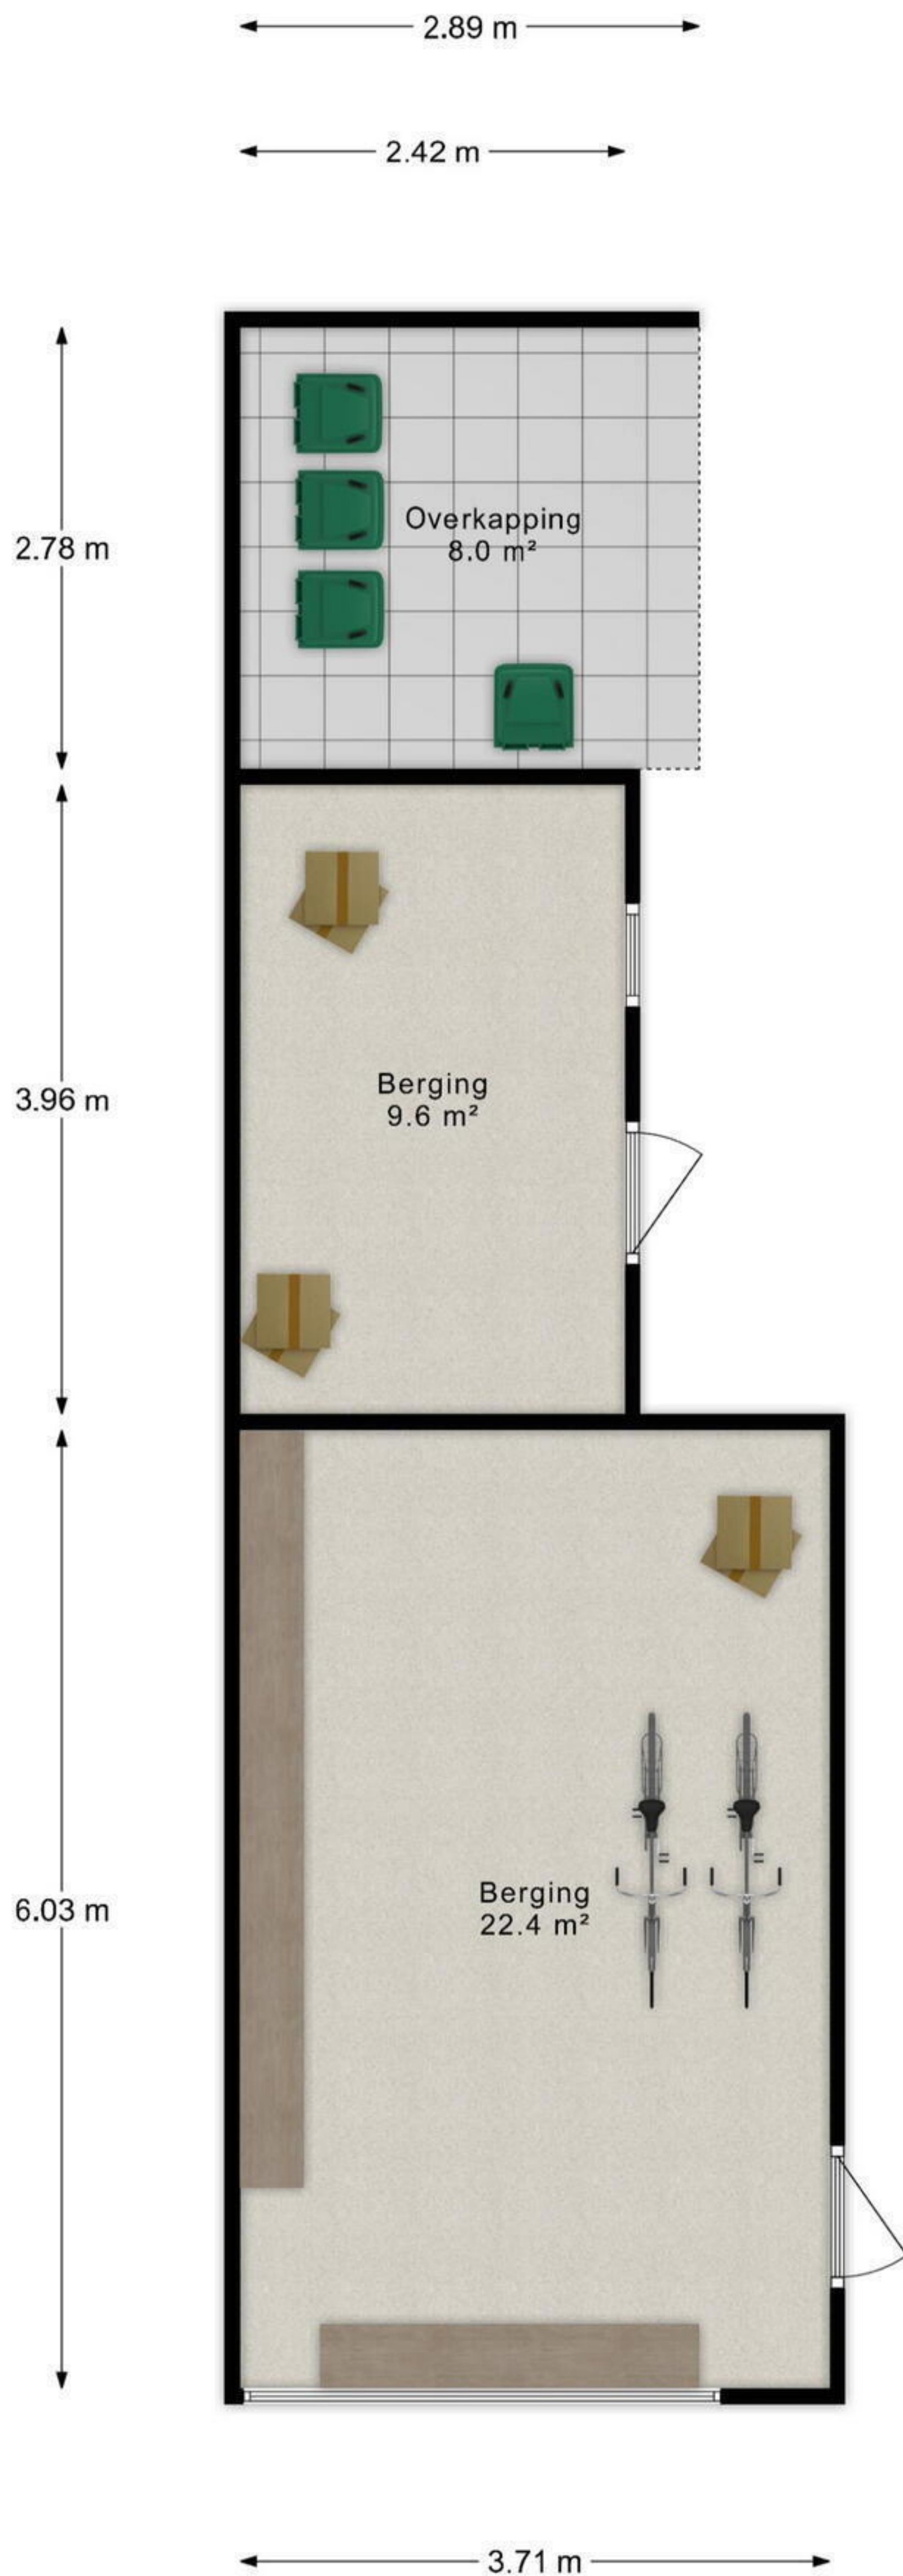 2.89 m
2.42 m
Overkapping
8.0 m²
2.78 m
Berging
9.6 m²
3.96 m
Berging
22.4 m²
6.03 m
3.71 m